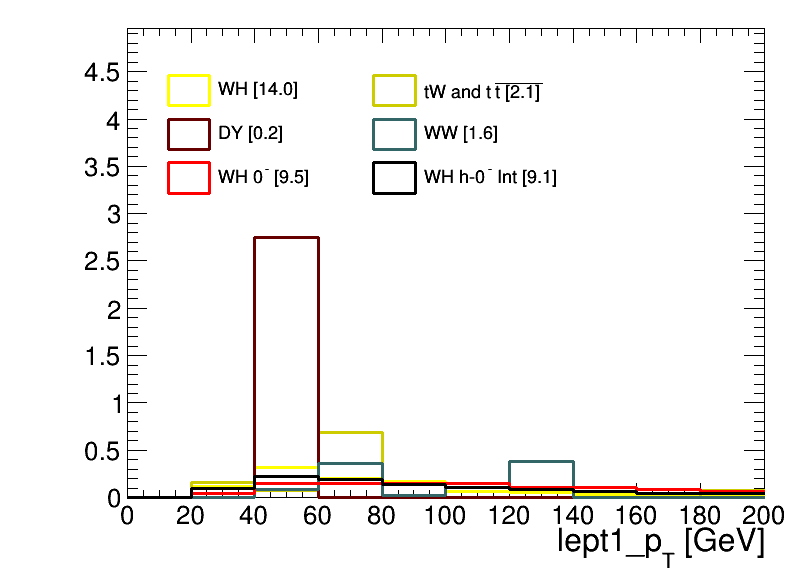 4.5
4
3.5
3
2.5
2
1.5
1
0.5
0
WH [14.0]
tW and t t̅ [2.1]
DY [0.2]
WW [1.6]
WH 0⁻ [9.5]
WH h-0⁻ Int [9.1]
0 20 40 60 80 100 120 140 160 180 200
lept1_p_T [GeV]